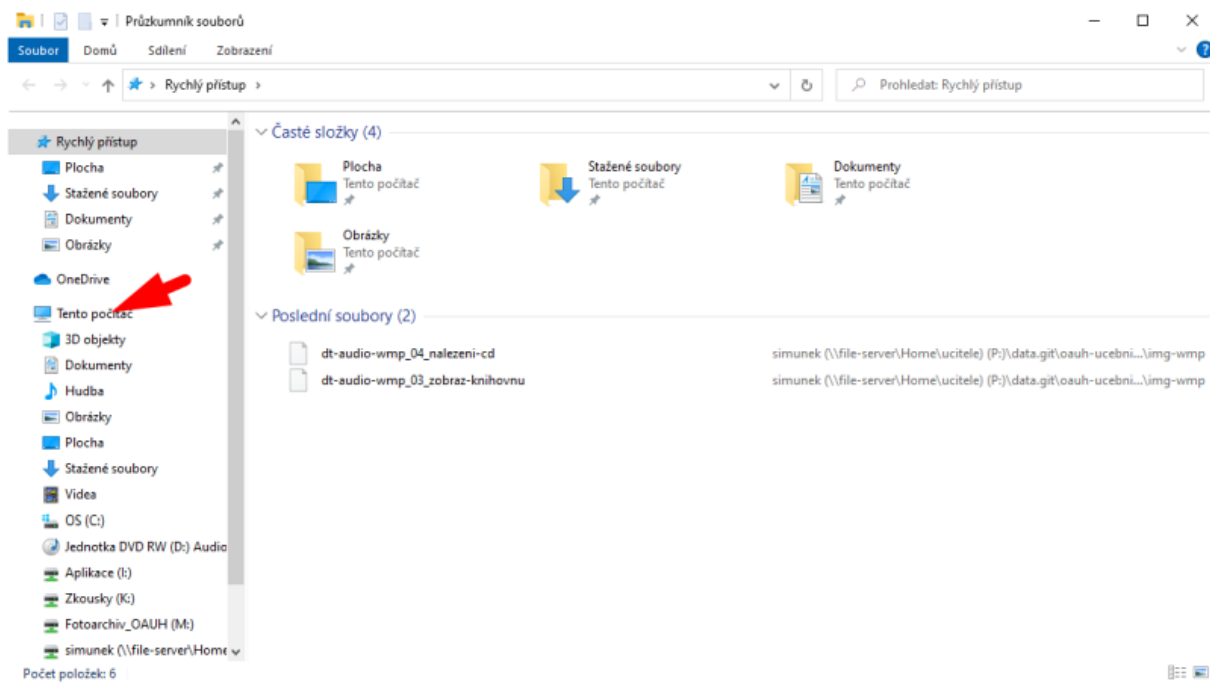 Průzkumník souborů
Soubor Domů Sdílení Zobrazení
Rychlý přístup
Prohledat: Rychlý přístup
Rychlý přístup
Plocha
Stažené soubory
Dokumenty
Obrázky
OneDrive
Tento počítač
3D objekty
Dokumenty
Hudba
Obrázky
Plocha
Stažené soubory
Videa
OS (C:)
Jednotka DVD RW (D:) Audio
Aplikace (I:)
Zkousky (K:)
Fotoarchiv_OAUH (M:)
simunek (\\file-server\Home
Časté složky (4)
Plocha
Tento počítač
Stažené soubory
Tento počítač
Dokumenty
Tento počítač
Obrázky
Tento počítač
Poslední soubory (2)
dt-audio-wmp_04_nalezeni-cd simunek (\\file-server\Home\ucitele) (P:)\data.git\oauh-ucebni...\img-wmp
dt-audio-wmp_03_zobraz-knihovnu simunek (\\file-server\Home\ucitele) (P:)\data.git\oauh-ucebni...\img-wmp
Počet položek: 6